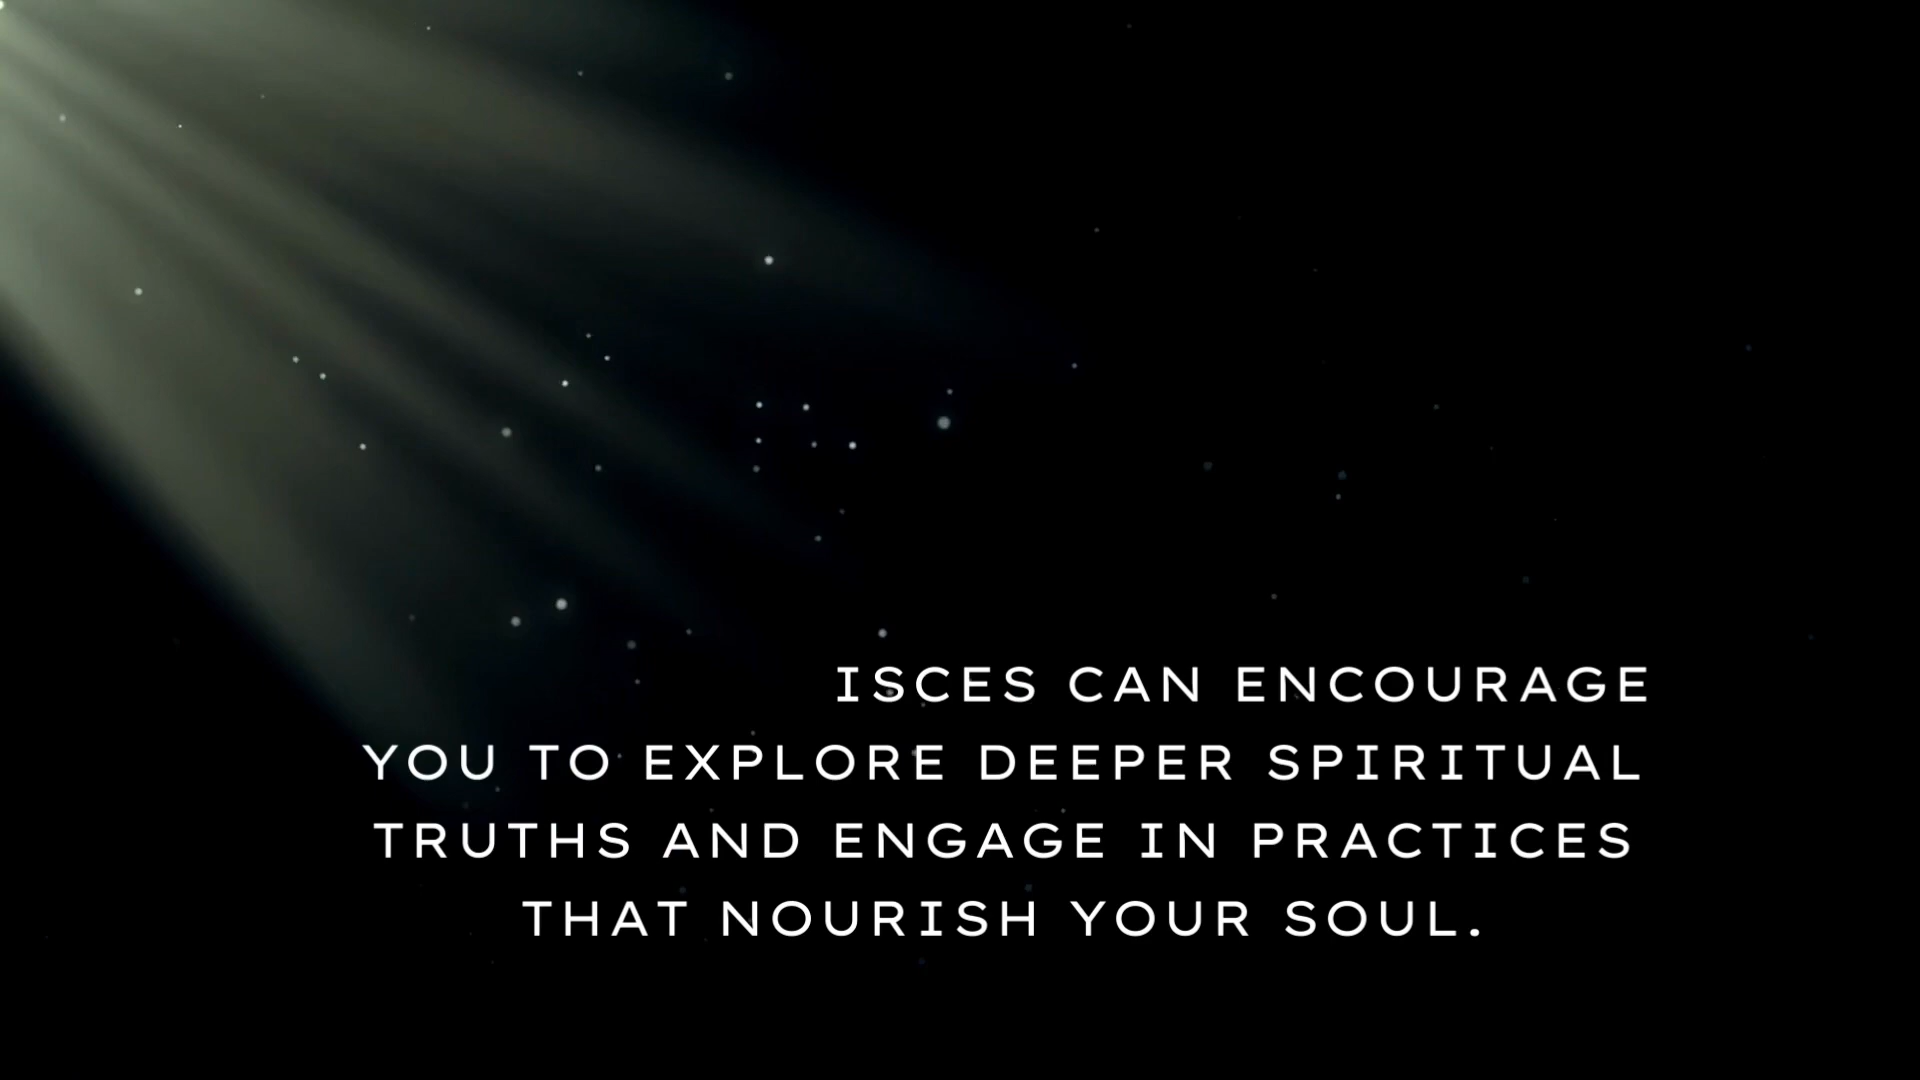 ISCES CAN ENCOURAGE
YOU TO EXPLORE DEEPER SPIRITUAL
TRUTHS AND ENGAGE IN PRACTICES
THAT NOURISH YOUR SOUL.